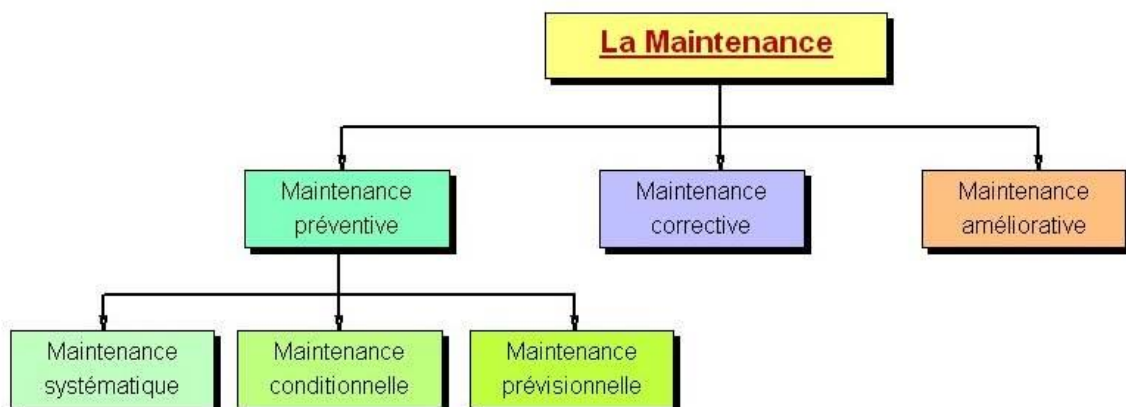 La Maintenance
Maintenance
préventive
Maintenance
corrective
Maintenance
améliorative
Maintenance
systématique
Maintenance
conditionnelle
Maintenance
prévisionnelle